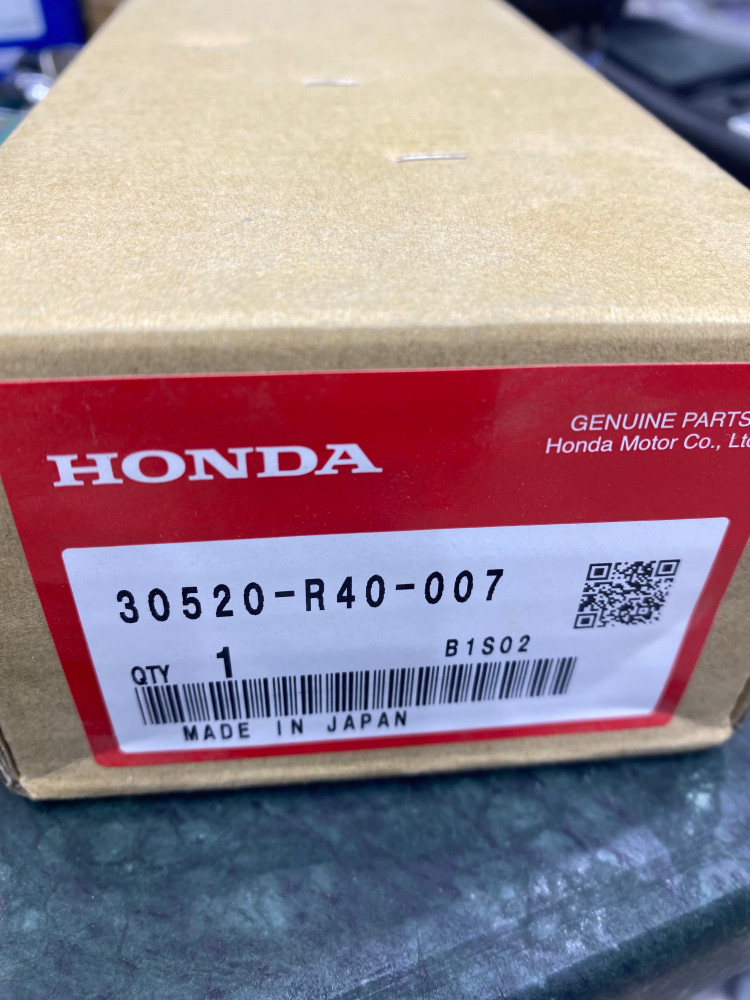 HONDA
GENUINE PARTS
Honda Motor Co., Ltd
30520-R40-007
QTY 1
B1S02
MADE IN JAPAN